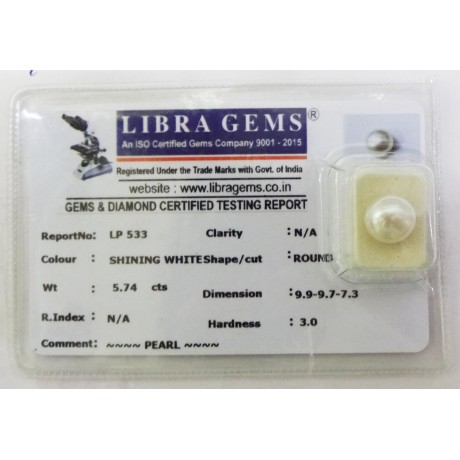 LIBRA GEMS ®
An ISO Certified Gems Company 9001 - 2015
Registered Under the Trade Marks with Govt. of India
website : www.libragems.co.in
GEMS & DIAMOND CERTIFIED TESTING REPORT
ReportNo: LP 533 Clarity : N/A
Colour : SHINING WHITE Shape/cut : ROUND
Wt : 5.74 cts Dimension : 9.9-9.7-7.3
R.Index : N/A Hardness : 3.0
Comment: ~~~~ PEARL ~~~~